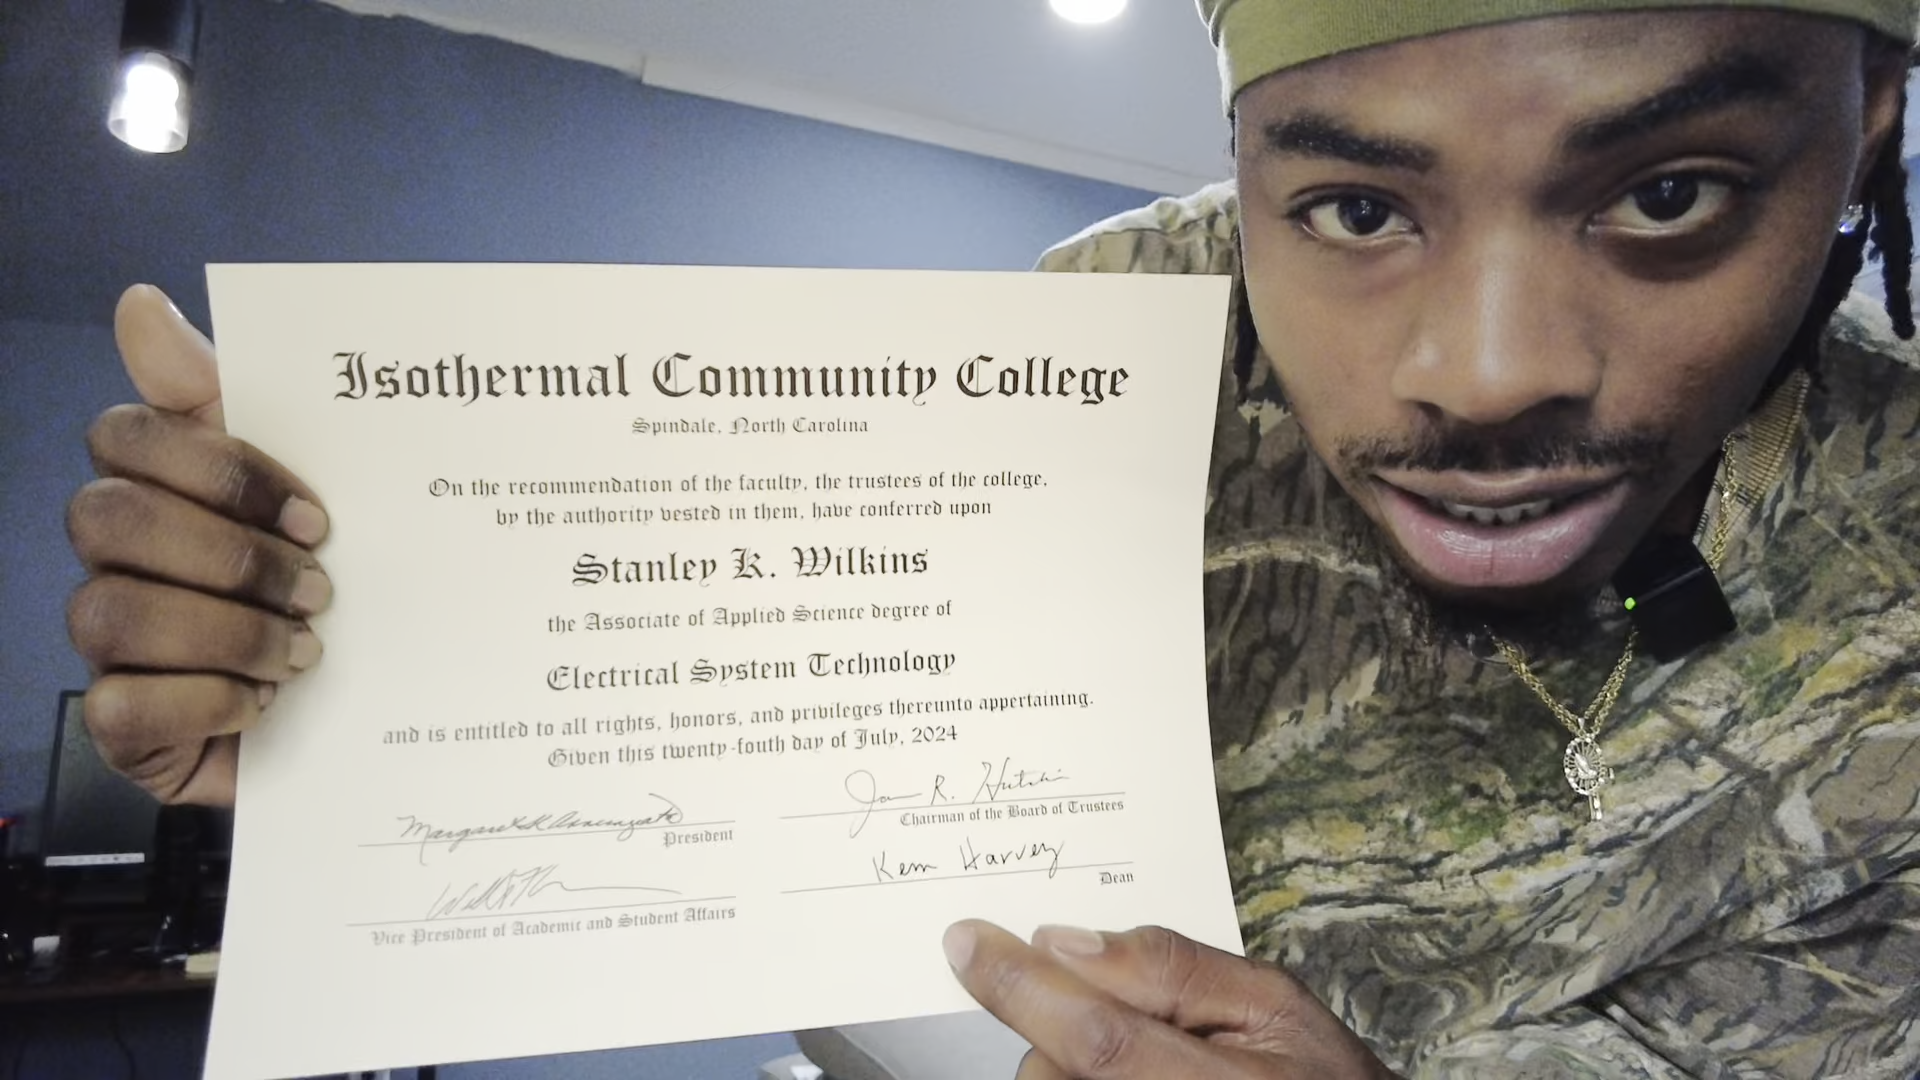 Isothermal Community College
Spindale, North Carolina
On the recommendation of the faculty, the trustees of the college,
by the authority vested in them, have conferred upon
Stanley K. Wilkins
the Associate of Applied Science degree of
Electrical System Technology
and is entitled to all rights, honors, and privileges thereunto appertaining.
Given this twenty-fouth day of July, 2024
Margaret K
President
R.
Chairman of the Board of Trustees
Vice President of Academic and Student Affairs
Kem Harvey
Dean